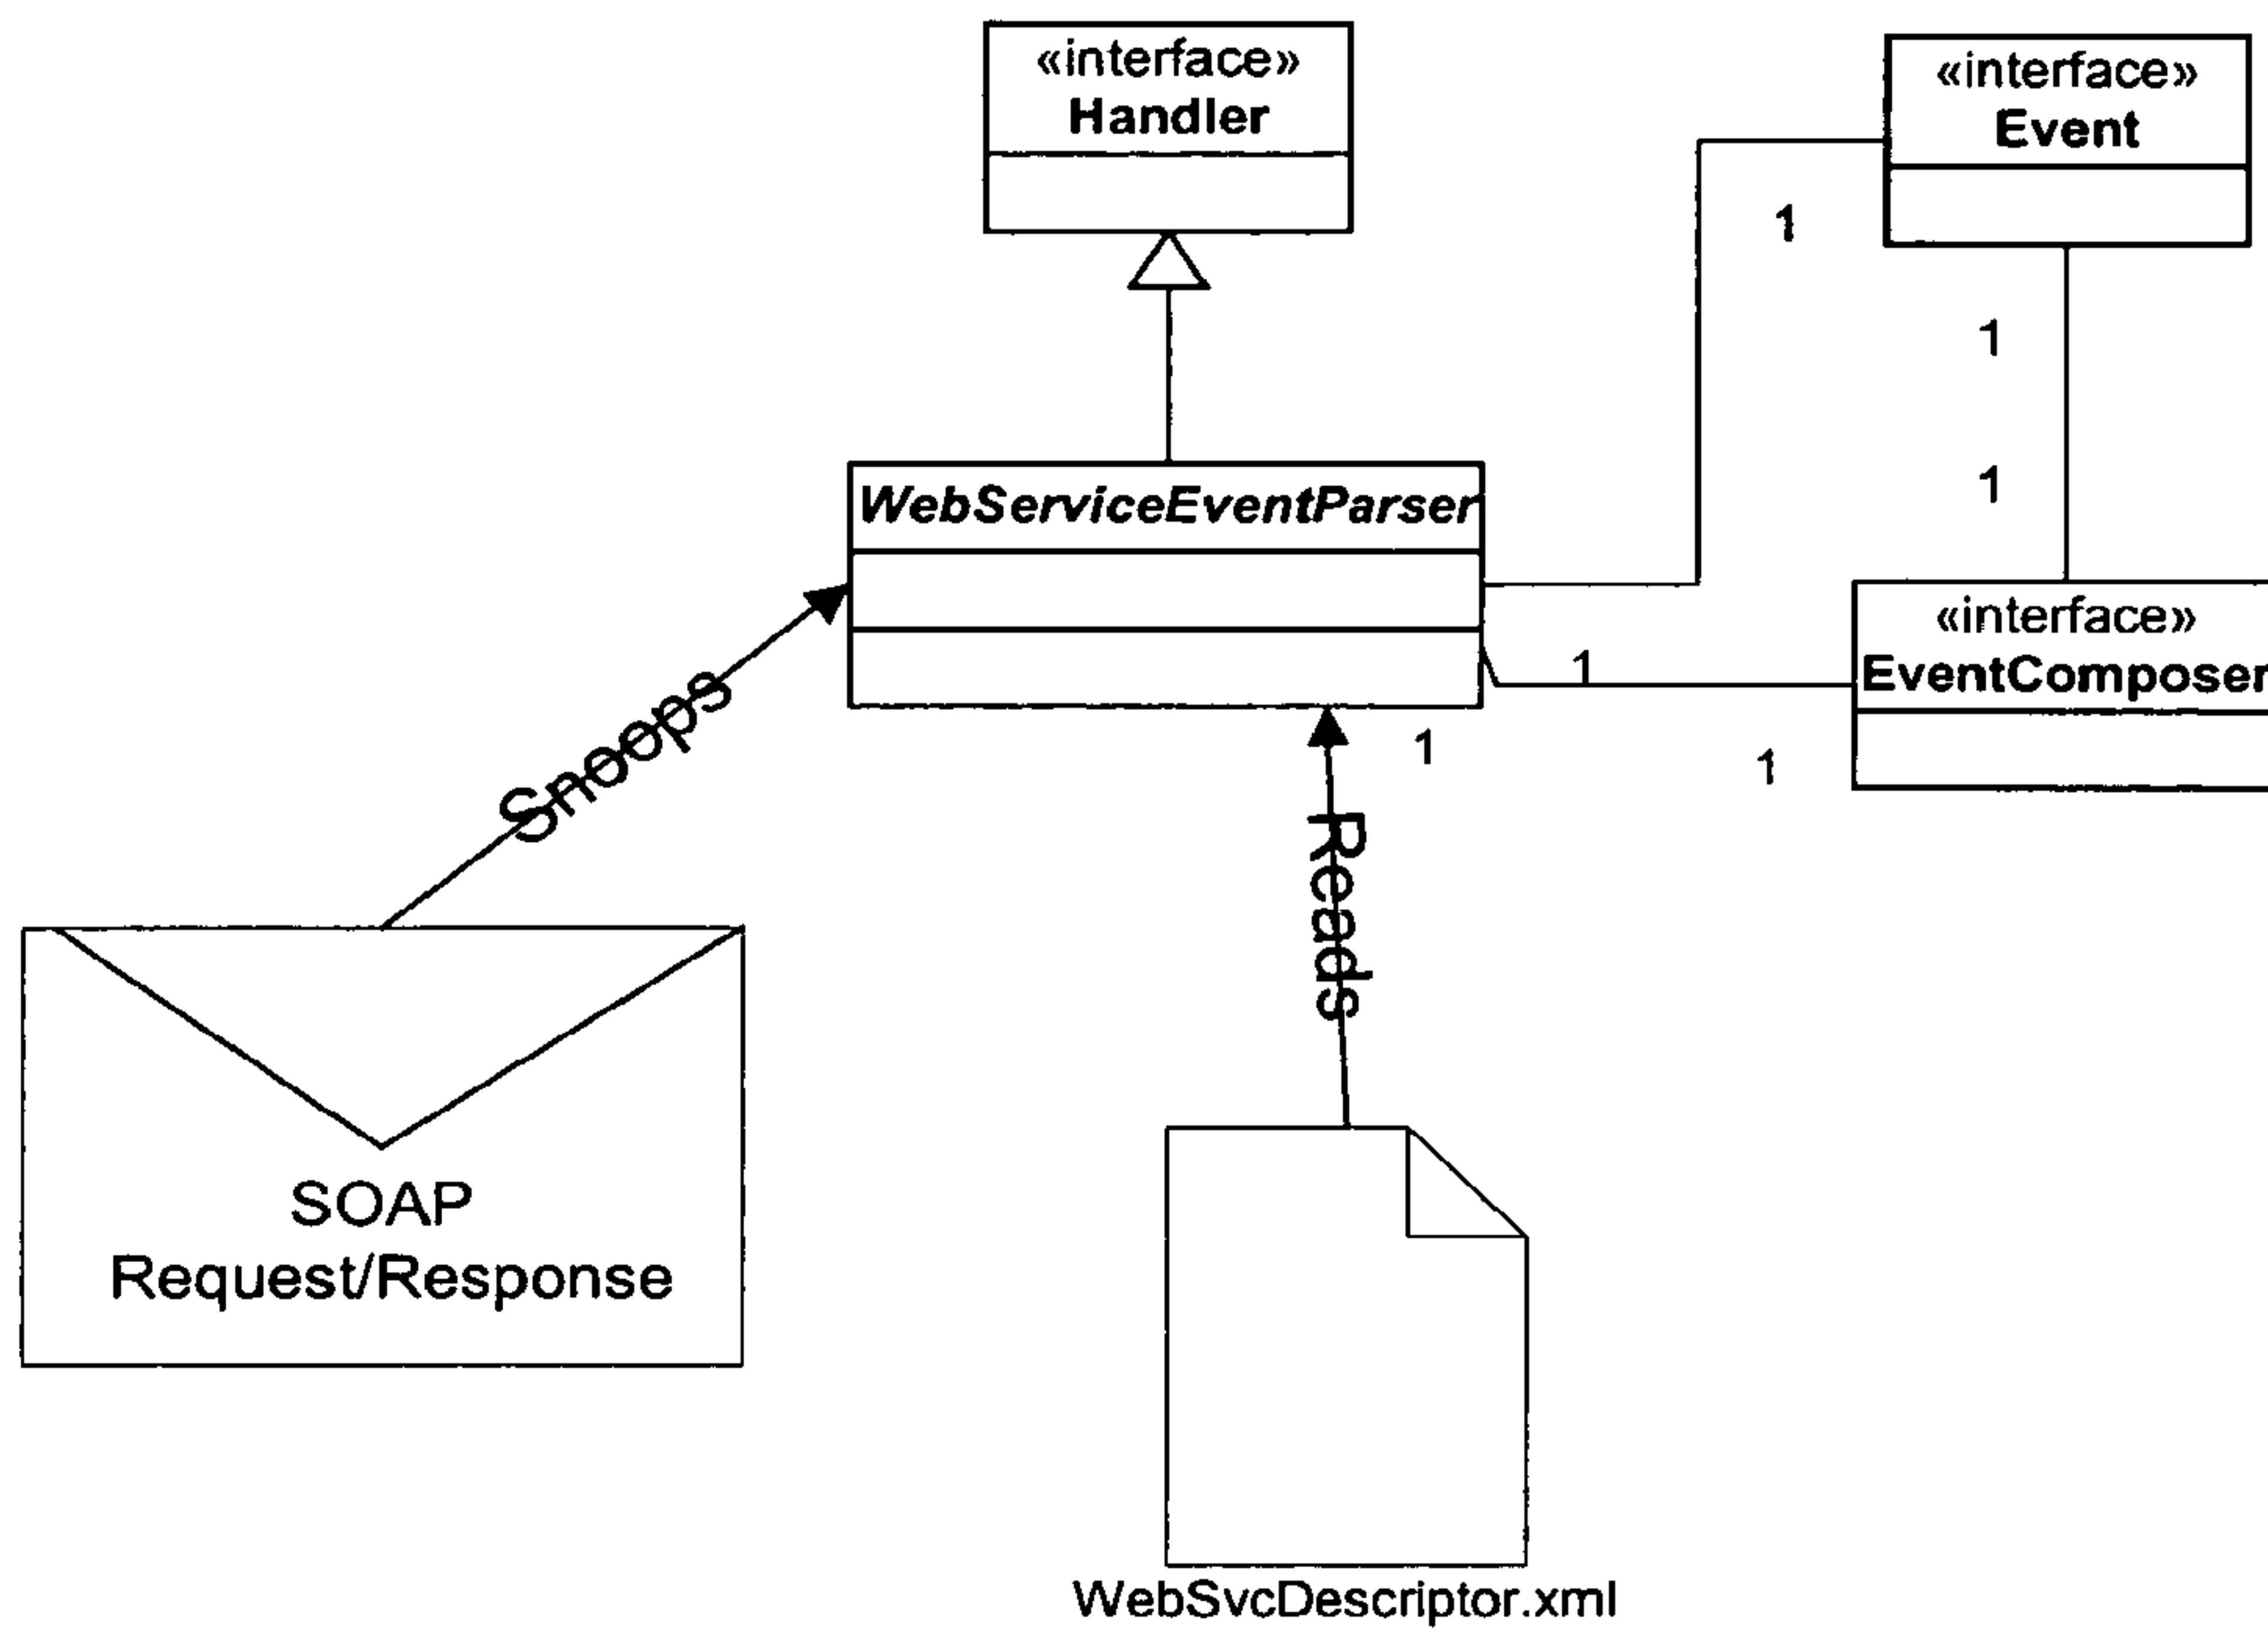 «interface»
Handler
«interface»
Event
1
1
1
WebServiceEventParser
«interface»
EventComposer
1
1
1
Snoops
Reads
SOAP
Request/Response
WebSvcDescriptor.xml